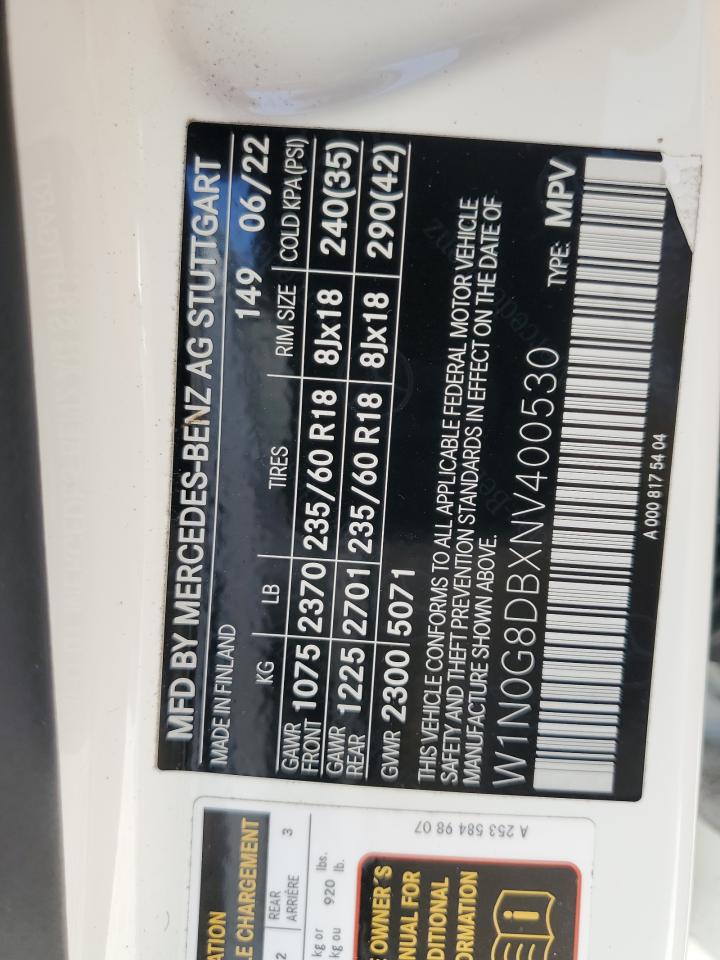 MFD BY MERCEDES-BENZ AG STUTTGART
MADE IN FINLAND 149 06/22
KG LB TIRES RIM SIZE COLD KPA(PSI)
GAWR FRONT 1075 2370 235/60 R18 8Jx18 240(35)
GAWR REAR 1225 2701 235/60 R18 8Jx18 290(42)
GVWR 2300 5071
THIS VEHICLE CONFORMS TO ALL APPLICABLE FEDERAL MOTOR VEHICLE
SAFETY AND THEFT PREVENTION STANDARDS IN EFFECT ON THE DATE OF
MANUFACTURE SHOWN ABOVE.
W1N0G8DBXNV400530 TYPE: MPV
A 000 817 54 04
A 253 584 98 07
LE CHARGEMENT
2 REAR
ARRIÈRE 3
kg or 920 lbs.
kg ou lb.
OWNER'S
MANUAL FOR